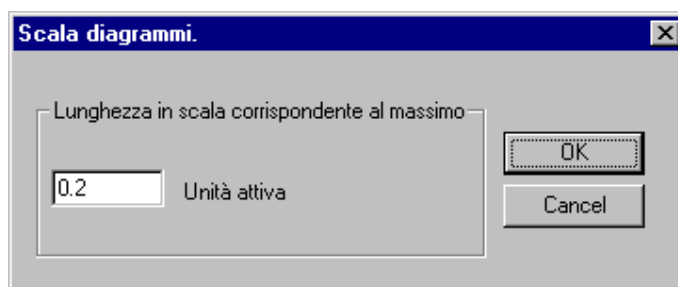 Scala diagrammi.
Lunghezza in scala corrispondente al massimo
0.2 Unità attiva
OK
Cancel